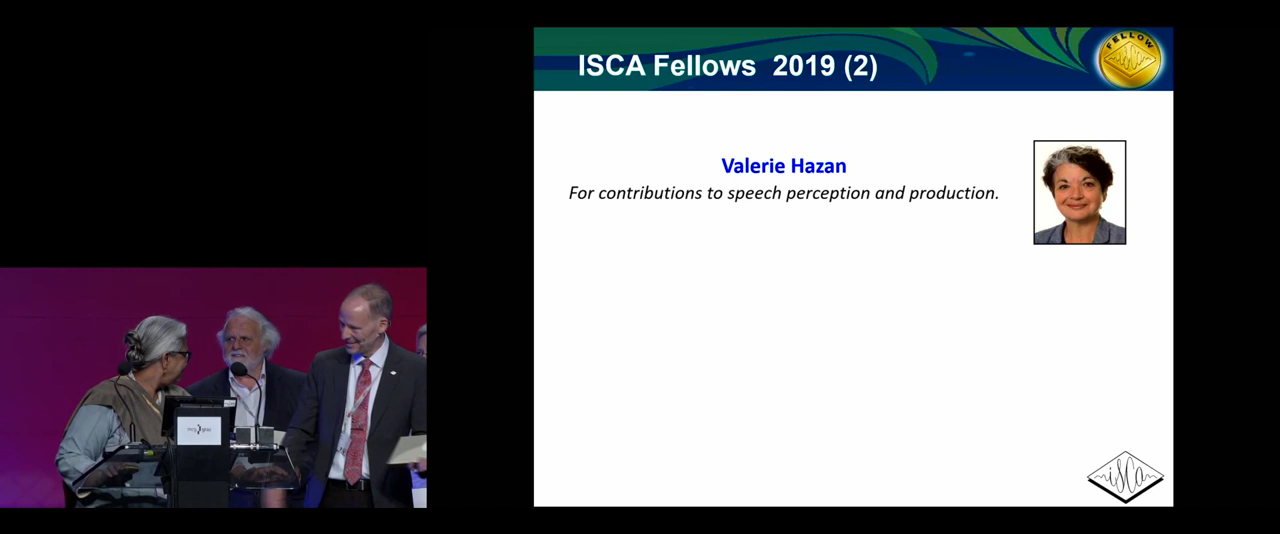 ISCA Fellows 2019 (2)
FELLOW
Valerie Hazan
For contributions to speech perception and production.
isca